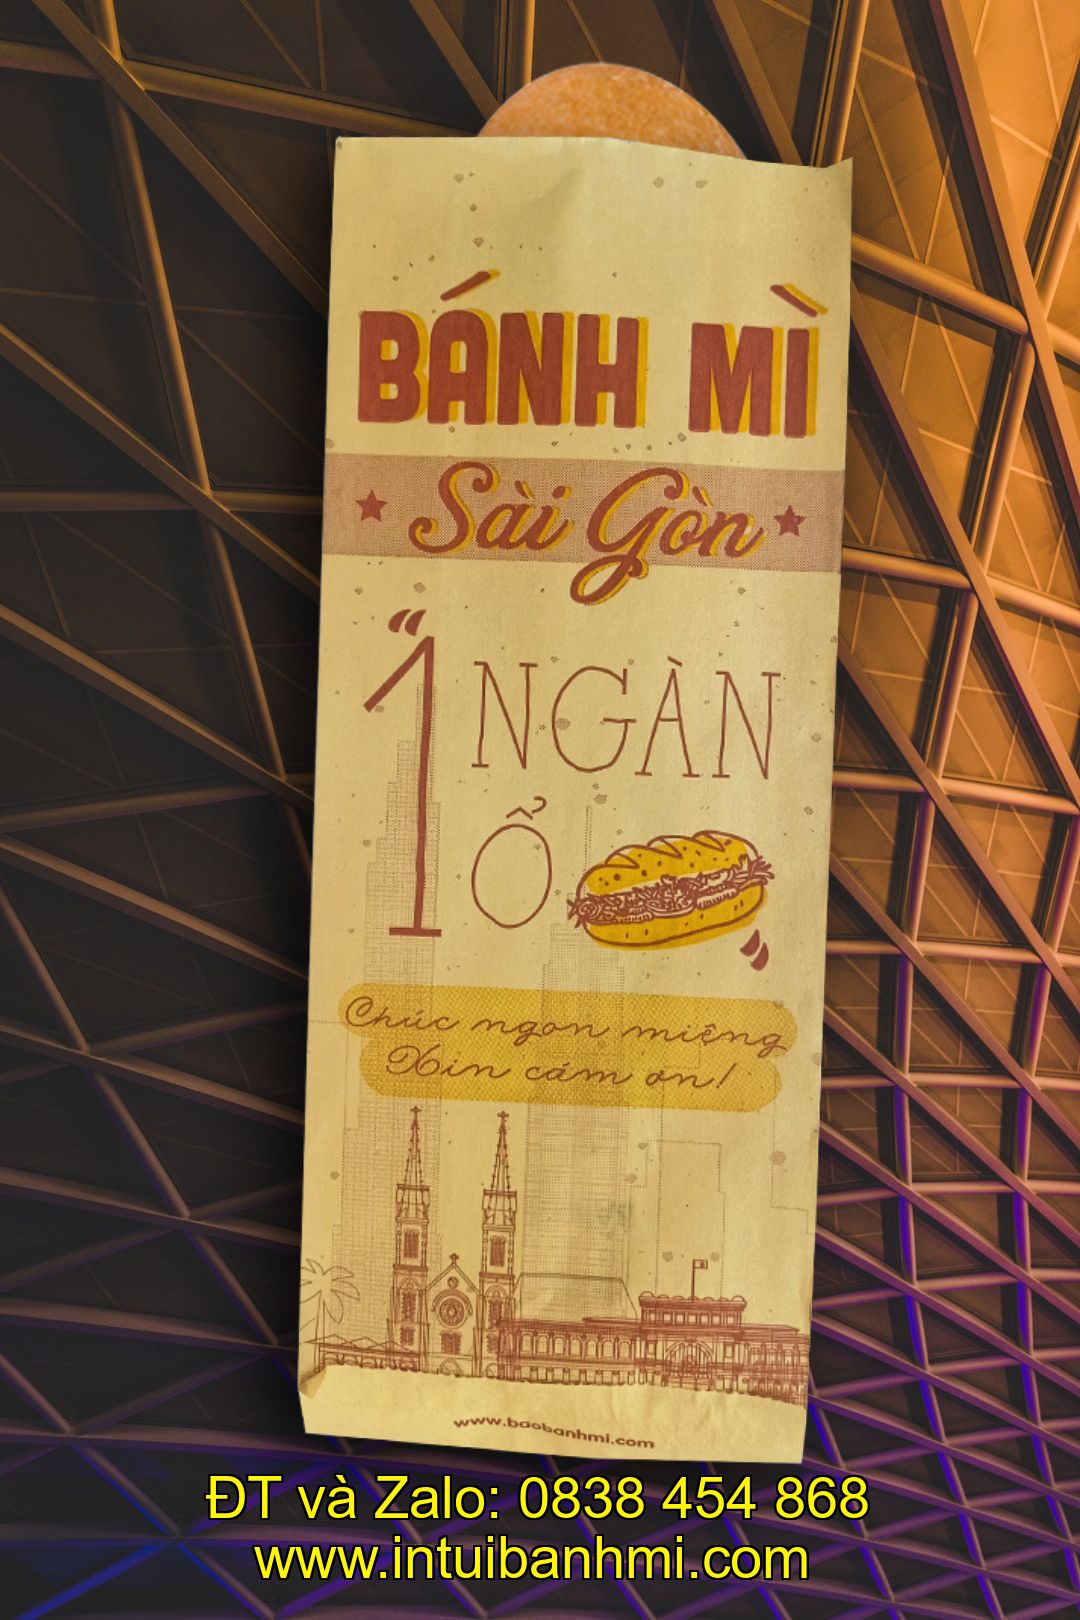 BÁNH MÌ
Sài Gòn
1 NGÀN
Ổ
Chúc ngon miệng
Xin cám ơn!
www.baobanhmi.com
ĐT và Zalo: 0838 454 868
www.intuibanhmi.com